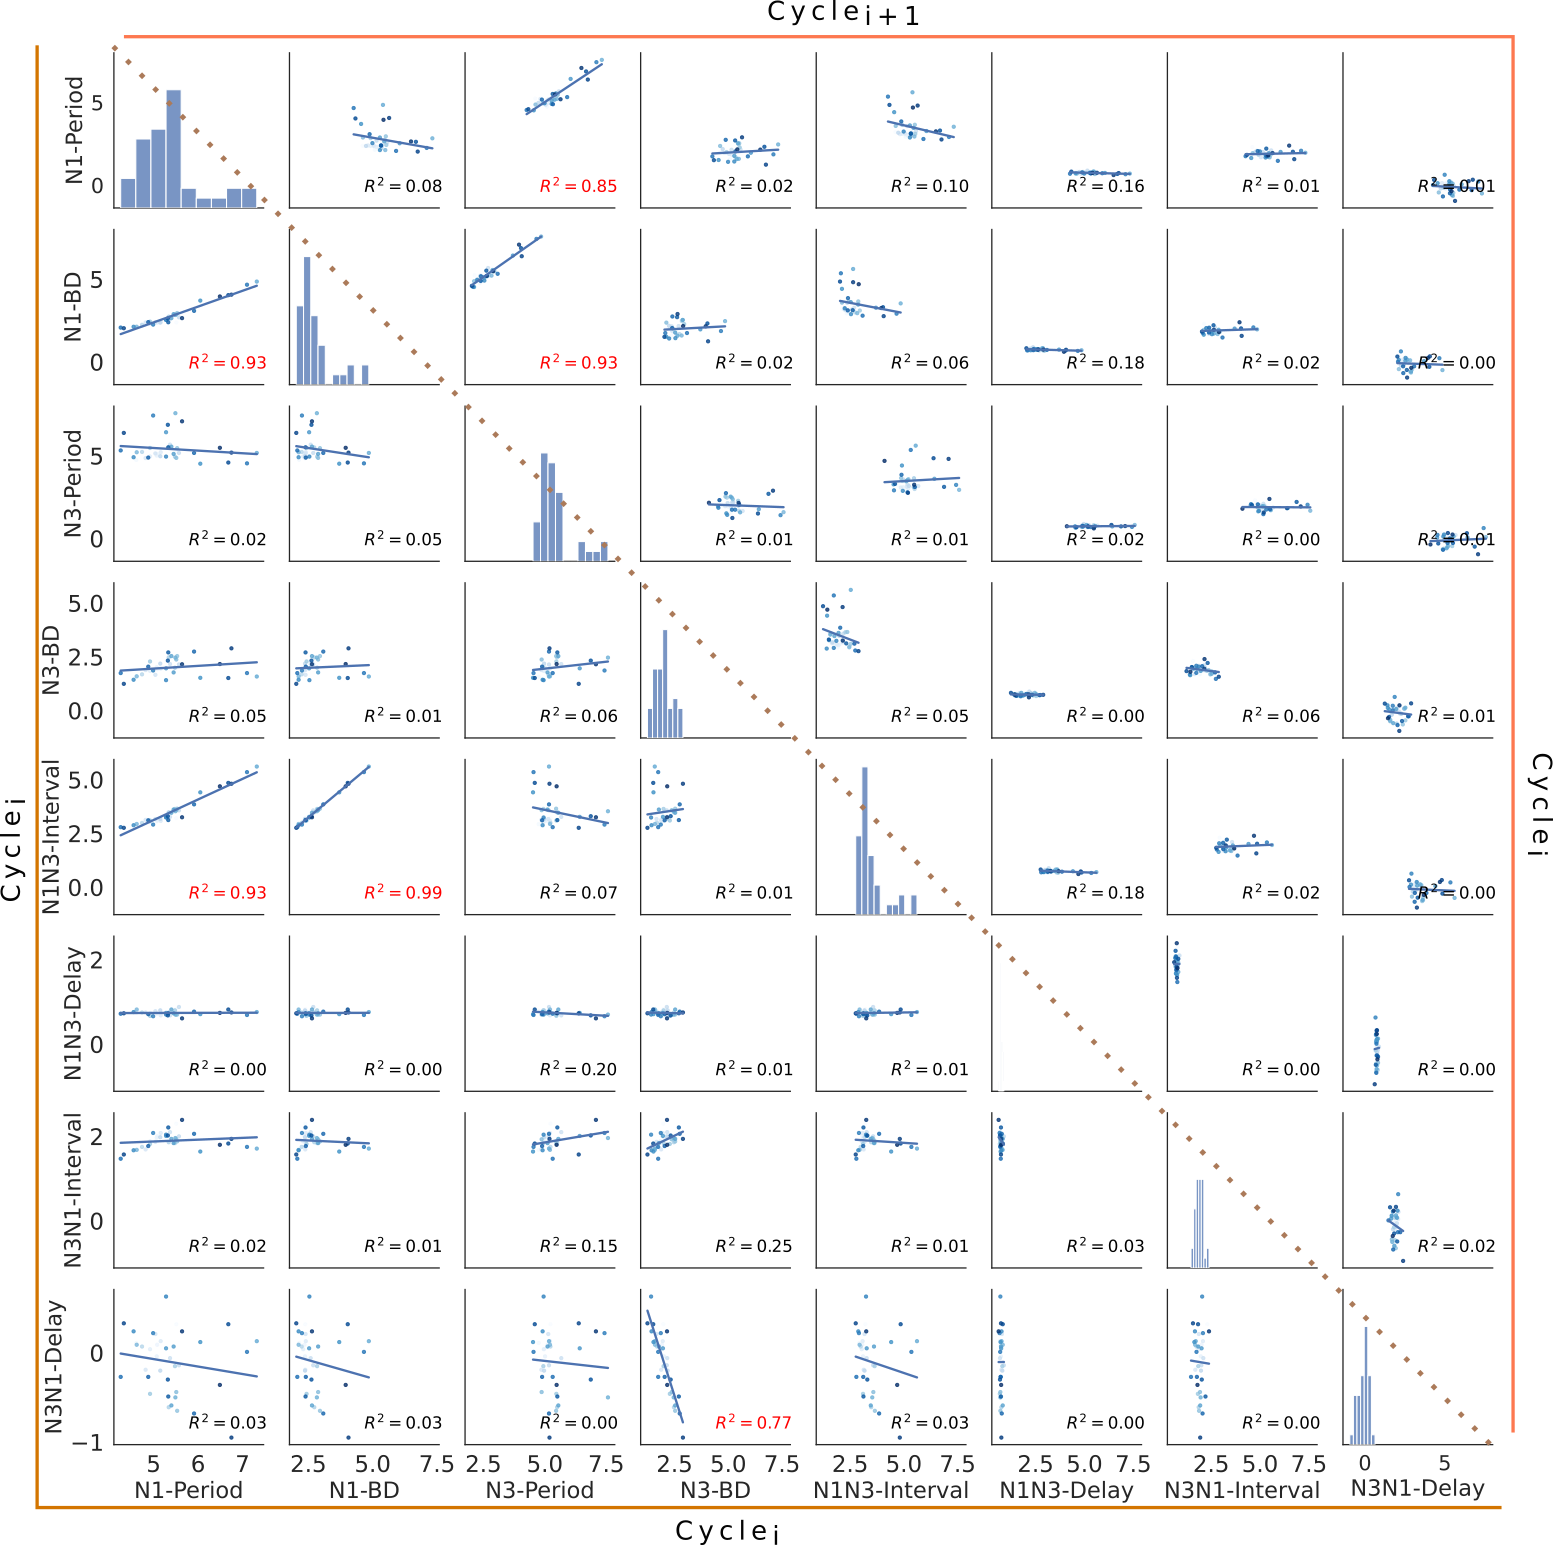 Cycle i+1
N1-Period
5
0
R² = 0.08
R² = 0.85
R² = 0.02
R² = 0.10
R² = 0.16
R² = 0.01
R² = 0.01
N1-BD
5
0
R² = 0.93
R² = 0.93
R² = 0.02
R² = 0.06
R² = 0.18
R² = 0.02
R² = 0.00
N3-Period
5
0
R² = 0.02
R² = 0.05
R² = 0.01
R² = 0.01
R² = 0.02
R² = 0.00
R² = 0.01
N3-BD
5.0
2.5
0.0
R² = 0.05
R² = 0.01
R² = 0.06
R² = 0.05
R² = 0.00
R² = 0.06
R² = 0.01
Cycle i
Cycle i
N1N3-Interval
5.0
2.5
0.0
R² = 0.93
R² = 0.99
R² = 0.07
R² = 0.01
R² = 0.18
R² = 0.02
R² = 0.00
N1N3-Delay
2
0
R² = 0.00
R² = 0.00
R² = 0.20
R² = 0.01
R² = 0.01
R² = 0.00
R² = 0.00
N3N1-Interval
2
0
R² = 0.02
R² = 0.01
R² = 0.15
R² = 0.25
R² = 0.01
R² = 0.03
R² = 0.02
N3N1-Delay
0
−1
R² = 0.03
R² = 0.03
R² = 0.00
R² = 0.77
R² = 0.03
R² = 0.00
R² = 0.00
5 6 7
2.5 5.0 7.5
2.5 5.0 7.5
2.5 5.0 7.5
2.5 5.0 7.5
2.5 5.0 7.5
2.5 5.0 7.5
0 5
N1-Period
N1-BD
N3-Period
N3-BD
N1N3-Interval
N1N3-Delay
N3N1-Interval
N3N1-Delay
Cycle i